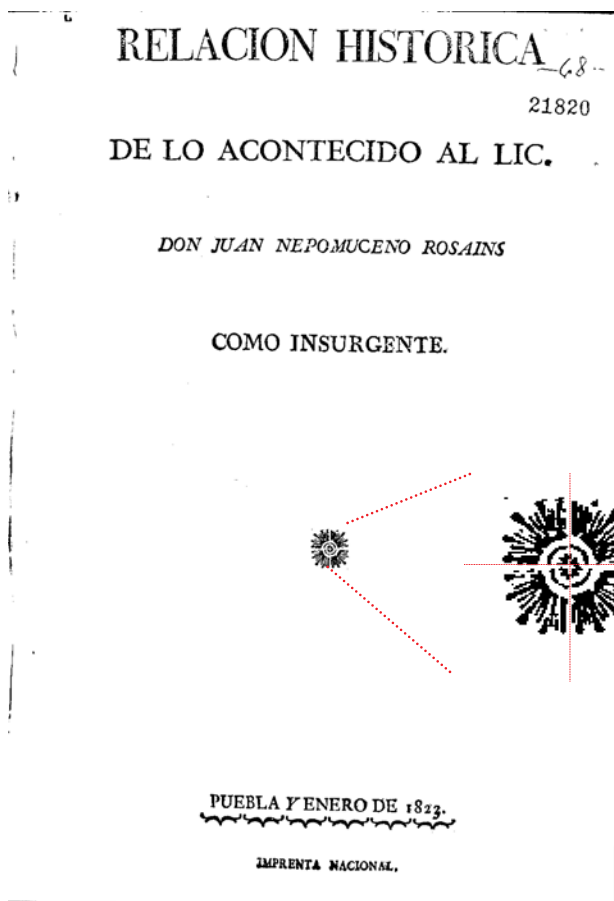 RELACION HISTORICA
-68-
21820
DE LO ACONTECIDO AL LIC.
DON JUAN NEPOMUCENO ROSAINS
COMO INSURGENTE.
PUEBLA Y ENERO DE 1823.
IMPRENTA NACIONAL,